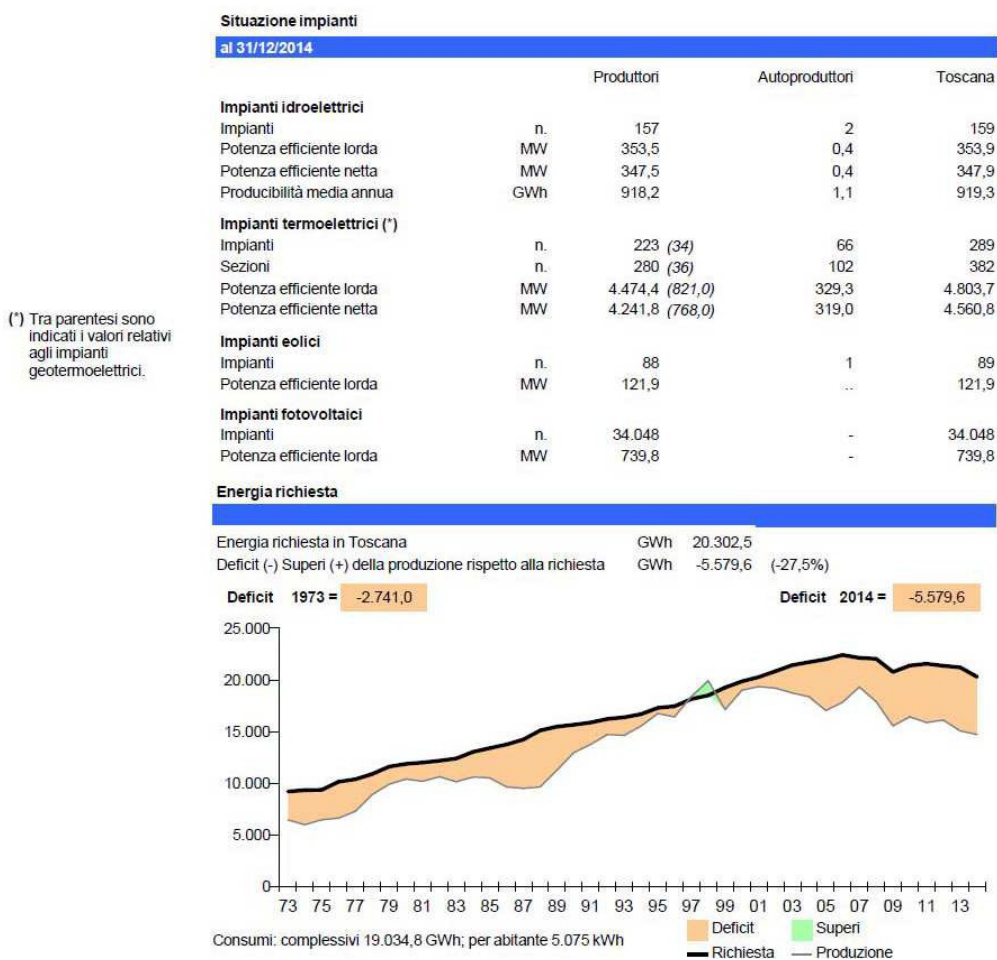 Situazione impianti
al 31/12/2014
Produttori Autoproduttori Toscana
Impianti idroelettrici
Impianti n. 157 2 159
Potenza efficiente lorda MW 353,5 0,4 353,9
Potenza efficiente netta MW 347,5 0,4 347,9
Producibilità media annua GWh 918,2 1,1 919,3
Impianti termoelettrici (*)
Impianti n. 223 (34) 66 289
Sezioni n. 280 (36) 102 382
Potenza efficiente lorda MW 4.474,4 (821,0) 329,3 4.803,7
Potenza efficiente netta MW 4.241,8 (768,0) 319,0 4.560,8
(*) Tra parentesi sono
indicati i valori relativi
agli impianti
geotermoelettrici.
Impianti eolici
Impianti n. 88 1 89
Potenza efficiente lorda MW 121,9 .. 121,9
Impianti fotovoltaici
Impianti n. 34.048 - 34.048
Potenza efficiente lorda MW 739,8 - 739,8
Energia richiesta
Energia richiesta in Toscana GWh 20.302,5
Deficit (-) Superi (+) della produzione rispetto alla richiesta GWh -5.579,6 (-27,5%)
Deficit 1973 = -2.741,0 Deficit 2014 = -5.579,6
25.000
20.000
15.000
10.000
5.000
0
73 75 77 79 81 83 85 87 89 91 93 95 97 99 01 03 05 07 09 11 13
Consumi: complessivi 19.034,8 GWh; per abitante 5.075 kWh
Deficit Superi
Richiesta Produzione